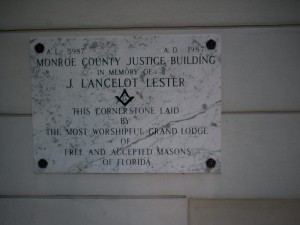 A.L. 5987 A.D. 1987
MONROE COUNTY JUSTICE BUILDING
IN MEMORY OF
J. LANCELOT LESTER
THIS CORNERSTONE LAID
BY
THE MOST WORSHIPFUL GRAND LODGE
OF
FREE AND ACCEPTED MASONS
OF FLORIDA